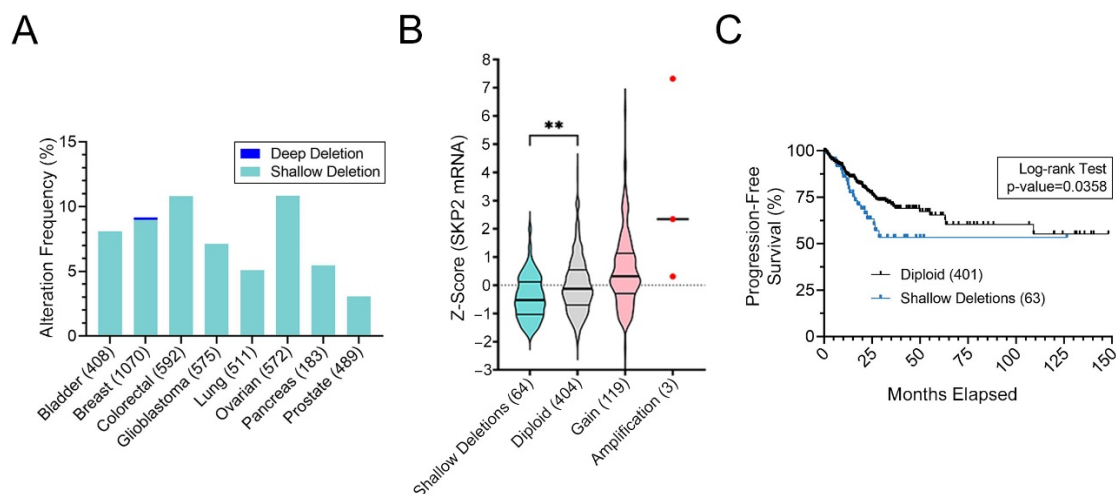 A
Alteration Frequency (%)
15
10
5
0
Deep Deletion
Shallow Deletion
Bladder (408)
Breast (1070)
Colorectal (592)
Glioblastoma (575)
Lung (511)
Ovarian (572)
Pancreas (183)
Prostate (489)
B
Z-Score (SKP2 mRNA)
8
7
6
5
4
3
2
1
0
−1
−2
−3
**
Shallow Deletions (64)
Diploid (404)
Gain (119)
Amplification (3)
C
Progression-Free
Survival (%)
100
75
50
25
0
Log-rank Test
p-value=0.0358
Diploid (401)
Shallow Deletions (63)
0 25 50 75 100 125 150
Months Elapsed